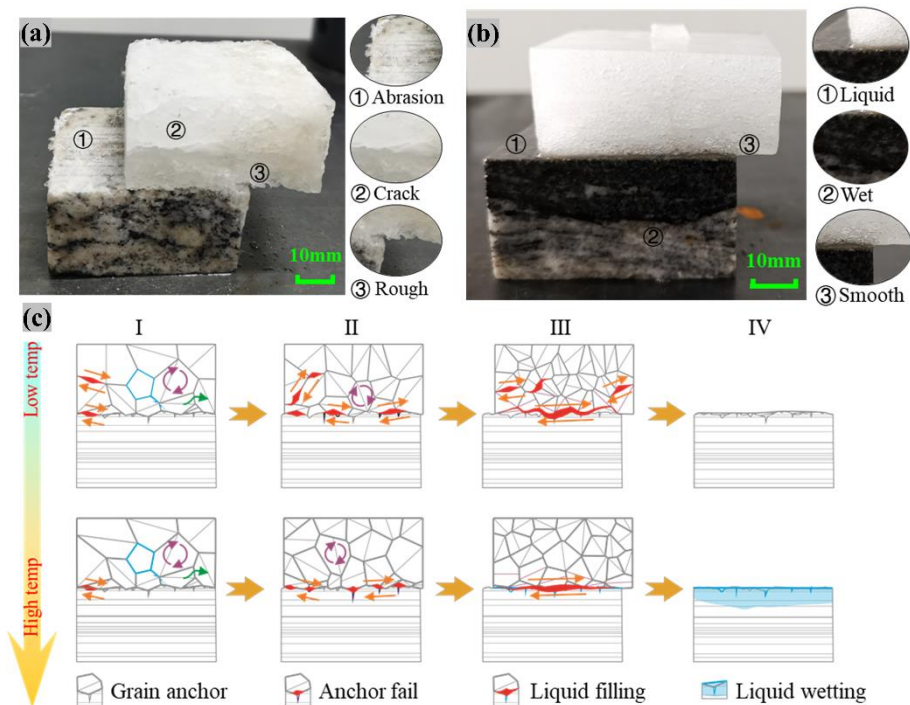 (a)
①
②
③
10mm
① Abrasion
② Crack
③ Rough
(b)
①
③
②
10mm
① Liquid
② Wet
③ Smooth
(c)
I II III IV
Low temp
High temp
Grain anchor Anchor fail Liquid filling Liquid wetting